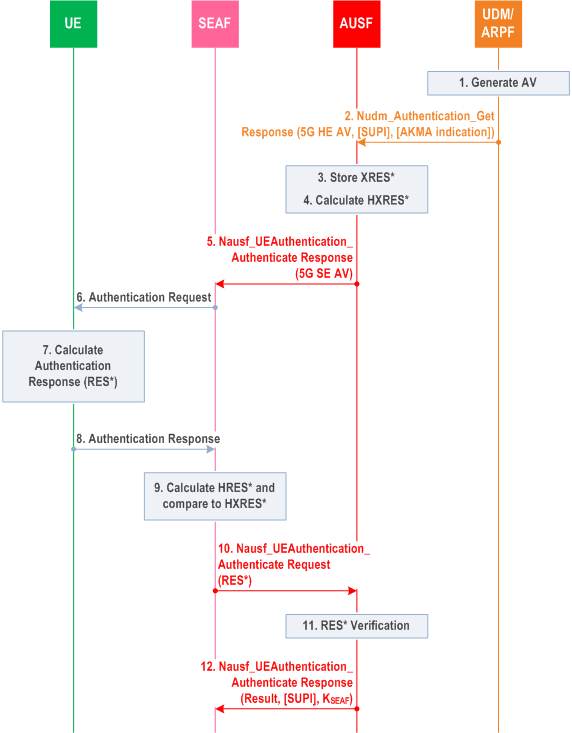 UE
SEAF
AUSF
UDM/
ARPF
1. Generate AV
2. Nudm_Authentication_Get
Response (5G HE AV, [SUPI], [AKMA indication])
3. Store XRES*
4. Calculate HXRES*
5. Nausf_UEAuthentication_
Authenticate Response
(5G SE AV)
6. Authentication Request
7. Calculate
Authentication
Response (RES*)
8. Authentication Response
9. Calculate HRES* and
compare to HXRES*
10. Nausf_UEAuthentication_
Authenticate Request
(RES*)
11. RES* Verification
12. Nausf_UEAuthentication_
Authenticate Response
(Result, [SUPI], KSEAF)